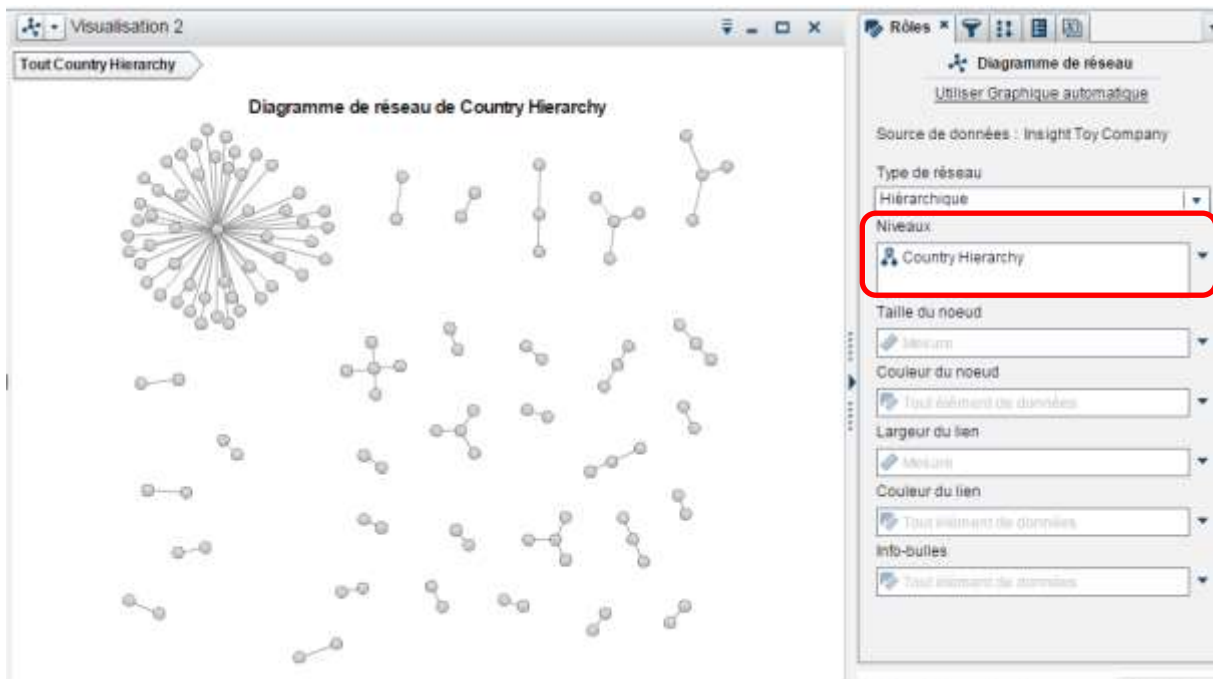 Visualisation 2
Tout Country Hierarchy
Diagramme de réseau de Country Hierarchy
Rôles
Diagramme de réseau
Utiliser Graphique automatique
Source de données : Insight Toy Company
Type de réseau
Hiérarchique
Niveaux
Country Hierarchy
Taille du noeud
Mesure
Couleur du noeud
Tout élément de données
Largeur du lien
Mesure
Couleur du lien
Tout élément de données
Info-bulles
Tout élément de données